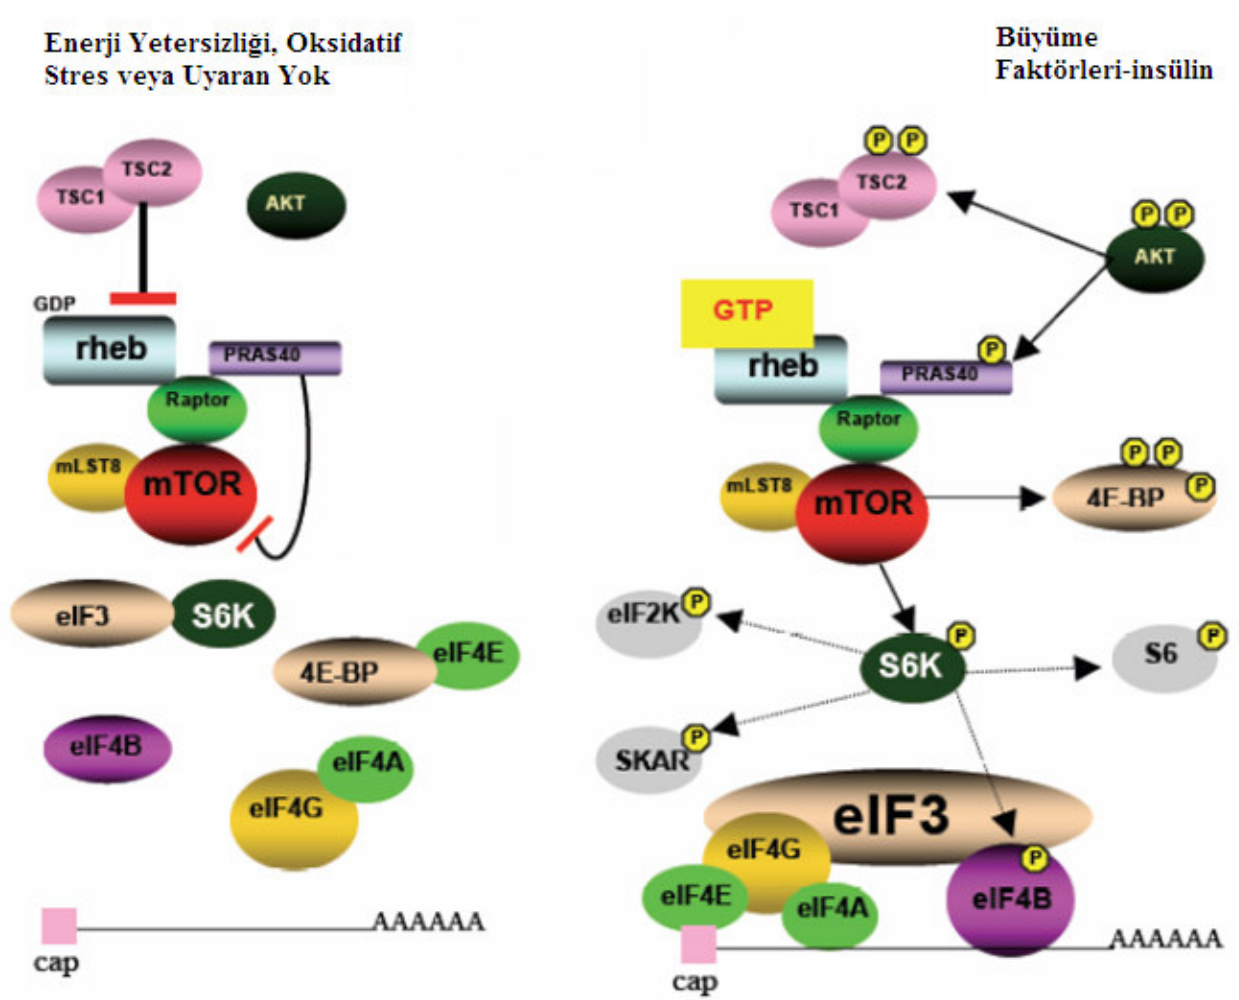 Enerji Yetersizliği, Oksidatif
Stres veya Uyaran Yok
TSC2
TSC1
AKT
GDP
rheb
PRAS40
Raptor
mLST8
mTOR
eIF3
S6K
4E-BP
eIF4E
eIF4B
eIF4A
eIF4G
AAAAAA
cap
Büyüme
Faktörleri-insülin
P P
TSC2
TSC1
P P
AKT
GTP
rheb
P
PRAS40
Raptor
mLST8
mTOR
P P
P
4E-BP
eIF2K P
P
S6K
P
S6
P
SKAR
eIF3
eIF4G
P
eIF4E
eIF4A
eIF4B
AAAAAA
cap